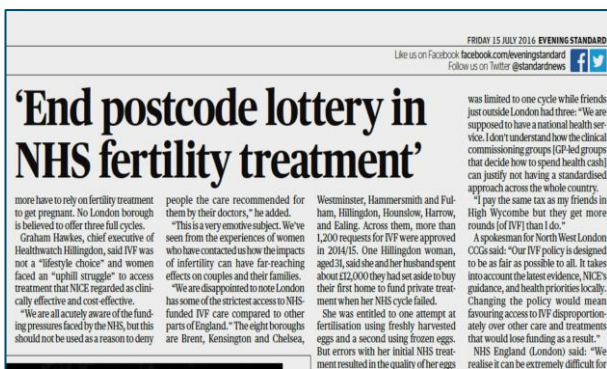 FRIDAY 15 JULY 2016 EVENING STANDARD
Like us on Facebook facebook.com/eveningstandard
Follow us on Twitter @standardnews
‘End postcode lottery in
NHS fertility treatment’
more have to rely on fertility treatment
to get pregnant. No London borough
is believed to offer three full cycles.
Graham Hawkes, chief executive of
Healthwatch Hillingdon, said IVF was
not a “lifestyle choice” and women
faced an “uphill struggle” to access
treatment that NICE regarded as clini-
cally effective and cost-effective.
“We are all acutely aware of the fund-
ing pressures faced by the NHS, but this
should not be used as a reason to deny
people the care recommended for
them by their doctors,” he added.
“This is a very emotive subject. We’ve
seen from the experiences of women
who have contacted us how the impacts
of infertility can have far-reaching
effects on couples and their families.
“We are disappointed to note London
has some of the strictest access to NHS-
funded IVF care compared to other
parts of England.” The eight boroughs
are Brent, Kensington and Chelsea,
Westminster, Hammersmith and Ful-
ham, Hillingdon, Hounslow, Harrow,
and Ealing. Across them, more than
1,200 requests for IVF were approved
in 2014/15. One Hillingdon woman,
aged 31, said she and her husband spent
about £12,000 they had set aside to buy
their first home to fund private treat-
ment when her NHS cycle failed.
She was entitled to one attempt at
fertilisation using freshly harvested
eggs and a second using frozen eggs.
But errors with her initial NHS treat-
ment resulted in the quality of her eggs
was limited to one cycle while friends
just outside London had three: “We are
supposed to have a national health ser-
vice. I don’t understand how the clinical
commissioning groups [GP-led groups
that decide how to spend health cash]
can justify not having a standardised
approach across the whole country.
“I pay the same tax as my friends in
High Wycombe but they get more
rounds [of IVF] than I do.”
A spokesman for North West London
CCGs said: “Our IVF policy is designed
to be as fair as possible to all. It takes
into account the latest evidence, NICE’s
guidance, and health priorities locally.
Changing the policy would mean
favouring access to IVF disproportion-
ately over other care and treatments
that would lose funding as a result.”
NHS England (London) said: “We
realise it can be extremely difficult for